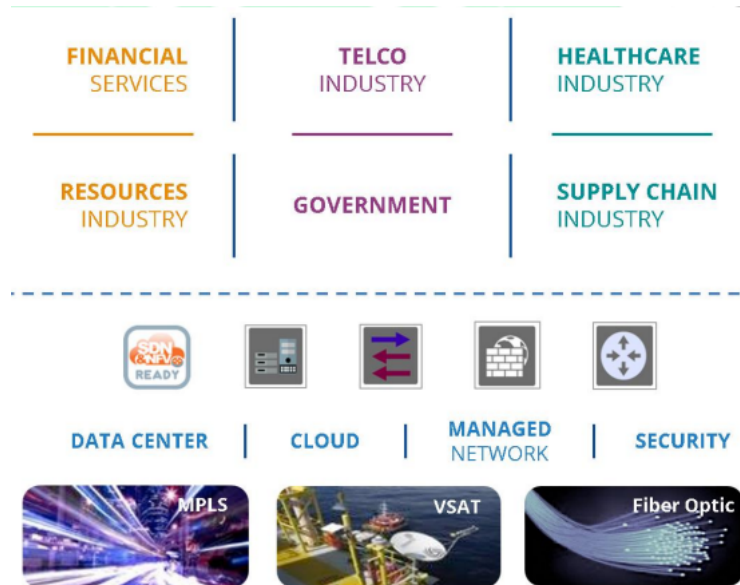 FINANCIAL
SERVICES
TELCO
INDUSTRY
HEALTHCARE
INDUSTRY
RESOURCES
INDUSTRY
GOVERNMENT
SUPPLY CHAIN
INDUSTRY
SDN
&NFV
READY
DATA CENTER
CLOUD
MANAGED
NETWORK
SECURITY
MPLS
VSAT
Fiber Optic